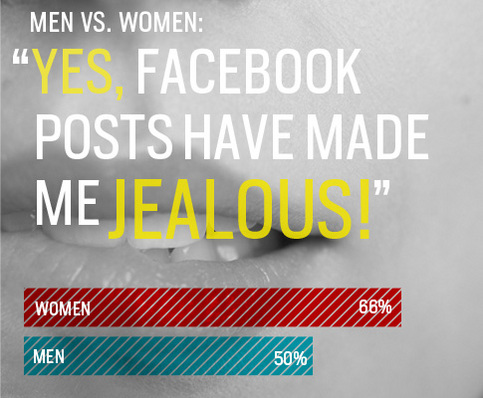 MEN VS. WOMEN:
“YES, FACEBOOK
POSTS HAVE MADE
ME JEALOUS!”
WOMEN 66%
MEN 50%